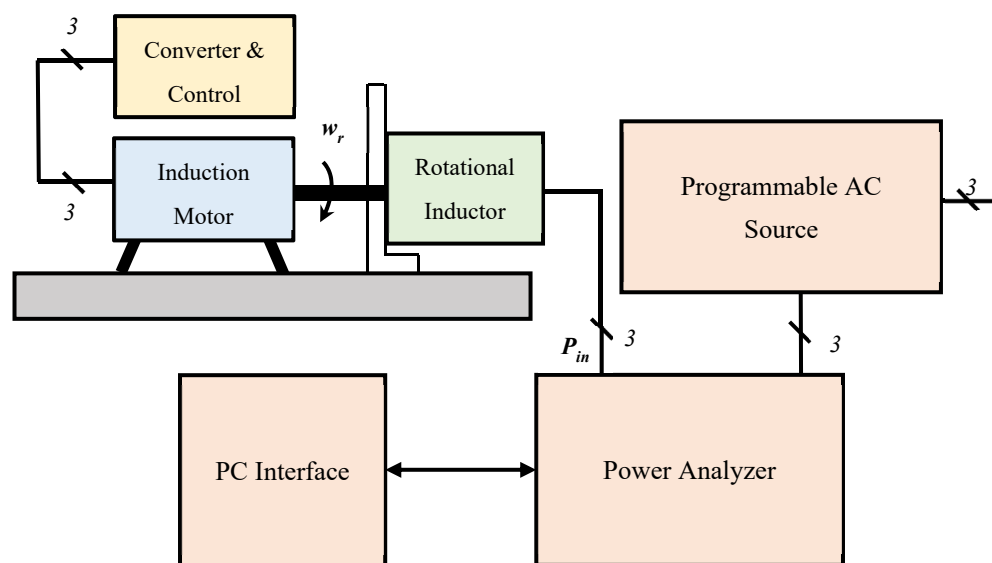 3
Converter &
Control
3
Induction
Motor
w_r
Rotational
Inductor
Programmable AC
Source
3
P_in
3
3
PC Interface
Power Analyzer